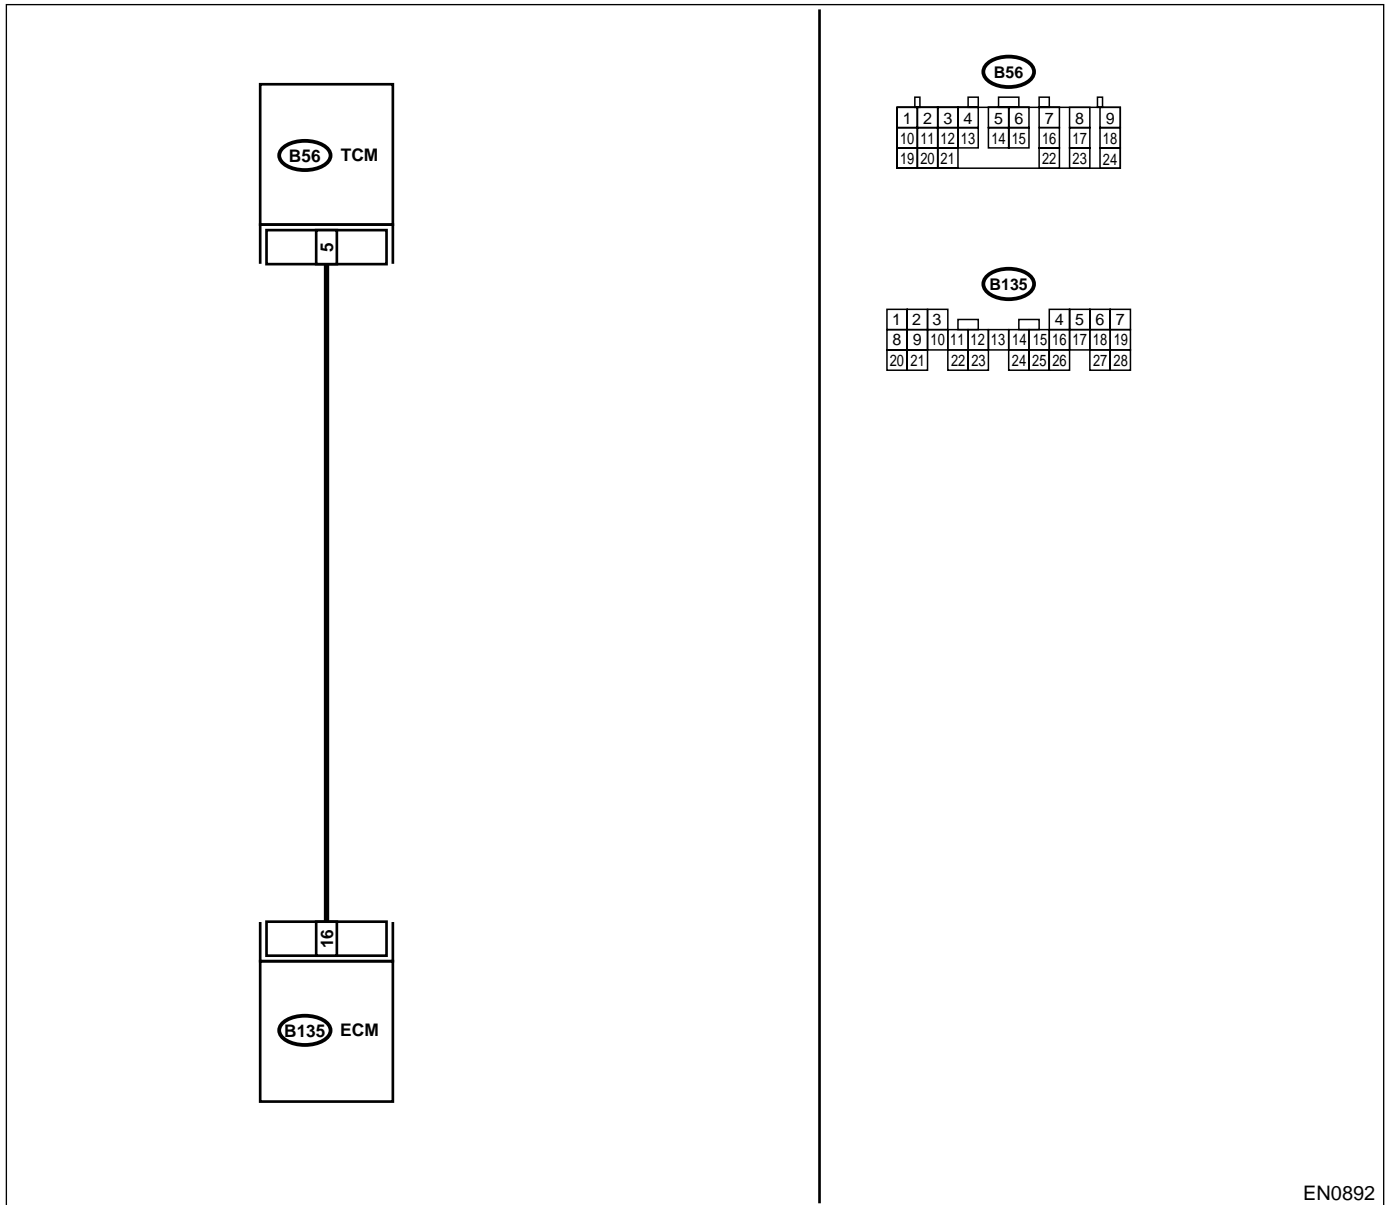 B56 TCM
5
16
B135 ECM
B56
1 2 3 4 5 6 7 8 9
10 11 12 13 14 15 16 17 18
19 20 21 22 23 24
B135
1 2 3 4 5 6 7
8 9 10 11 12 13 14 15 16 17 18 19
20 21 22 23 24 25 26 27 28
EN0892